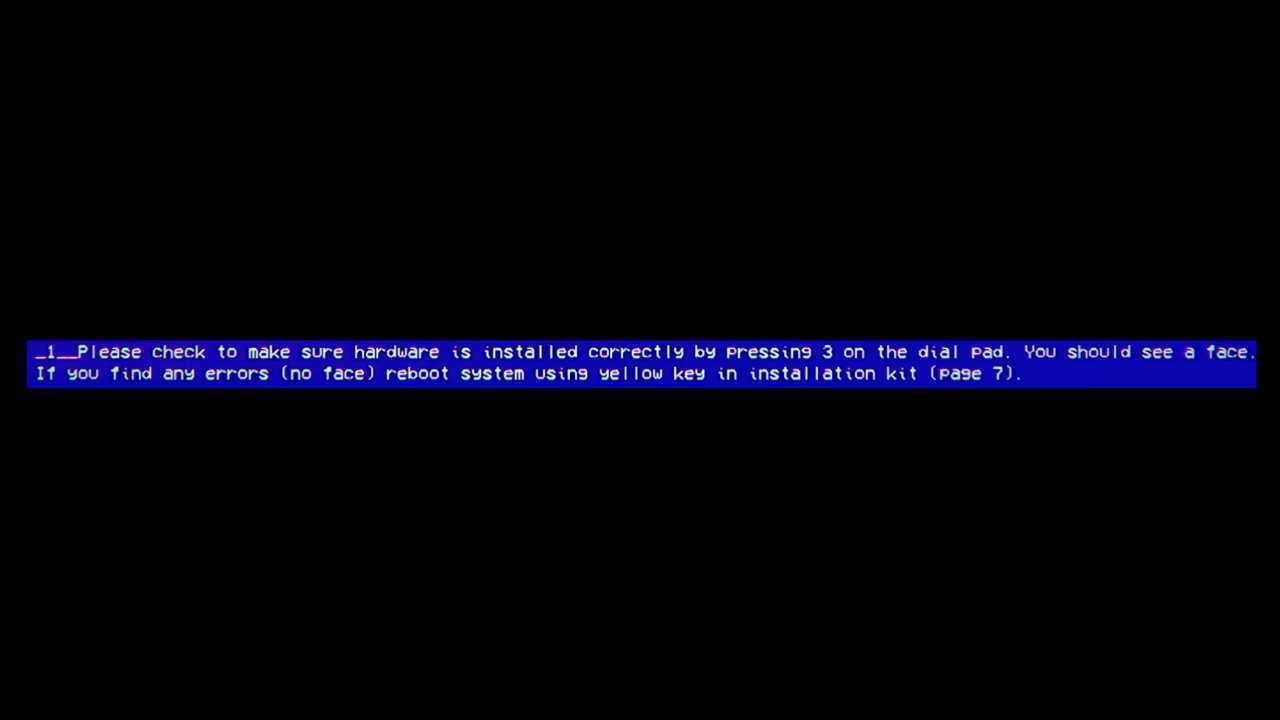 _1__Please check to make sure hardware is installed correctly by pressing 3 on the dial pad. You should see a face.
If you find any errors (no face) reboot system using yellow key in installation kit (page 7).